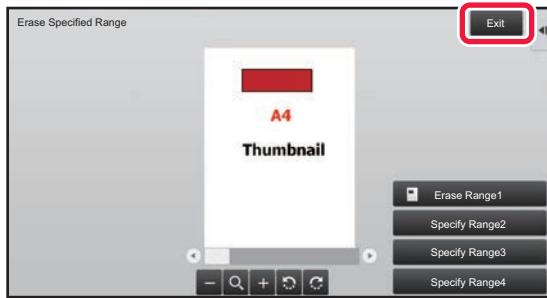 Erase Specified Range
Exit
A4
Thumbnail
Erase Range1
Specify Range2
Specify Range3
Specify Range4